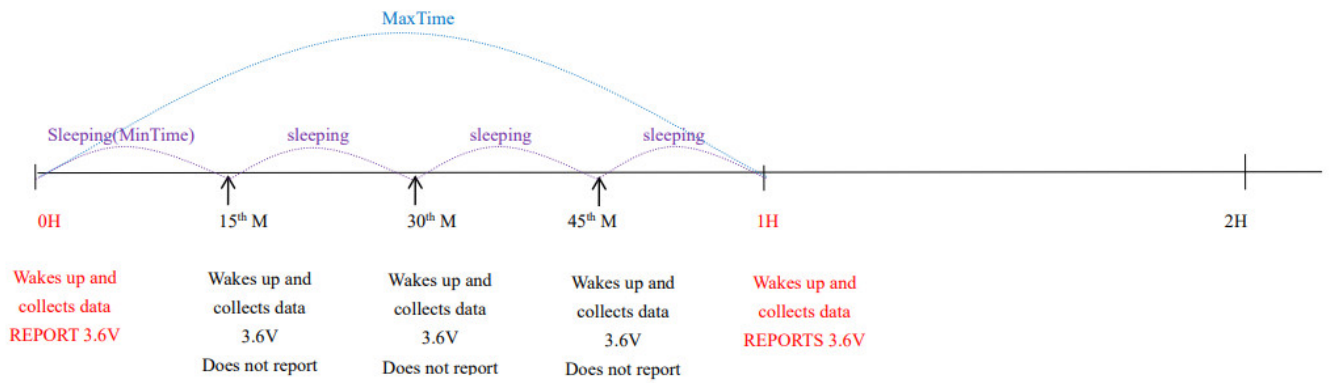 MaxTime
Sleeping(MinTime) sleeping sleeping sleeping
0H 15th M 30th M 45th M 1H 2H
Wakes up and
collects data
REPORT 3.6V
Wakes up and
collects data
3.6V
Does not report
Wakes up and
collects data
3.6V
Does not report
Wakes up and
collects data
3.6V
Does not report
Wakes up and
collects data
REPORTS 3.6V